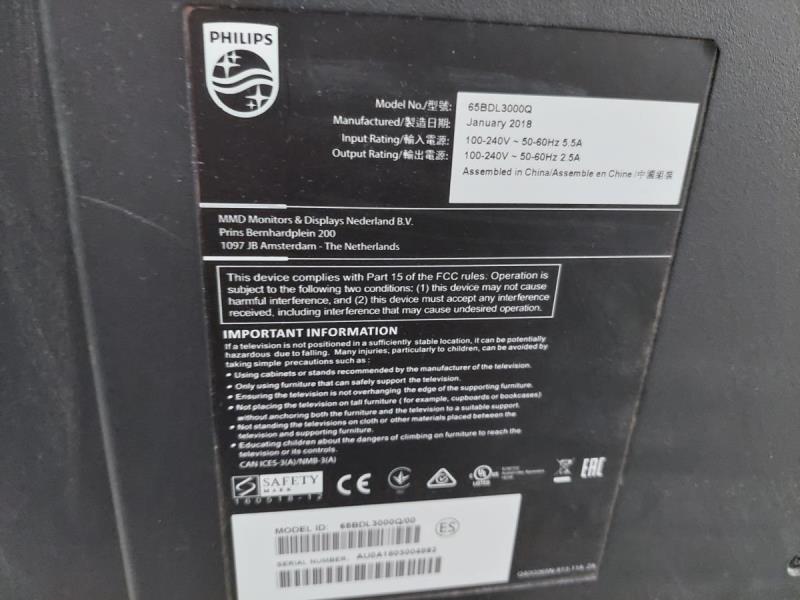 PHILIPS
Model No./型號: 65BDL3000Q
Manufactured/製造日期: January 2018
Input Rating/輸入電源: 100-240V ~ 50-60Hz 5.5A
Output Rating/輸出電源: 100-240V ~ 50-60Hz 2.5A
Assembled in China/Assemble en Chine /中國組裝
MMD Monitors & Displays Nederland B.V.
Prins Bernhardplein 200
1097 JB Amsterdam - The Netherlands
This device complies with Part 15 of the FCC rules. Operation is
subject to the following two conditions: (1) this device may not cause
harmful interference, and (2) this device must accept any interference
received, including interference that may cause undesired operation.
IMPORTANT INFORMATION
If a television is not positioned in a sufficiently stable location, it can be potentially
hazardous due to falling. Many injuries, particularly to children, can be avoided by
taking simple precautions such as :
• Using cabinets or stands recommended by the manufacturer of the television.
• Only using furniture that can safely support the television.
• Ensuring the television is not overhanging the edge of the supporting furniture.
• Not placing the television on tall furniture ( for example, cupboards or bookcases)
without anchoring both the furniture and the television to a suitable support.
• Not standing the televisions on cloth or other materials placed between the
television and supporting furniture.
• Educating children about the dangers of climbing on furniture to reach the
television or its controls.
CAN ICES-3(A)/NMB-3(A)
SAFETY
MARK
160918-12
CE
UL
LISTED
EAC
MODEL ID: 65BDL3000Q/00
ES
SERIAL NUMBER: AU0A1803004982